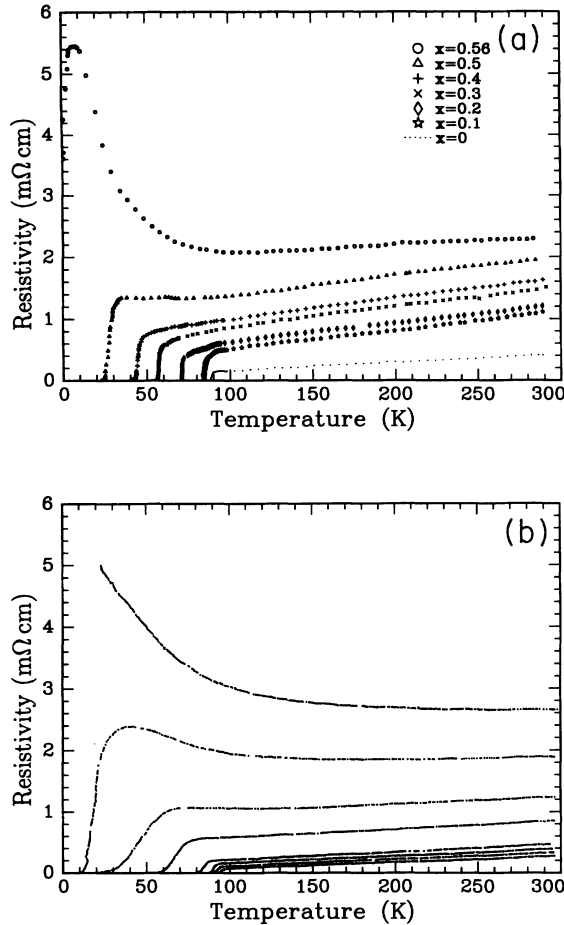 (a)
6
5
4
3
2
1
0
Resistivity (mΩ cm)
x=0.56
x=0.5
x=0.4
x=0.3
x=0.2
x=0.1
x=0
0 50 100 150 200 250 300
Temperature (K)
(b)
6
5
4
3
2
1
0
Resistivity (mΩ cm)
0 50 100 150 200 250 300
Temperature (K)